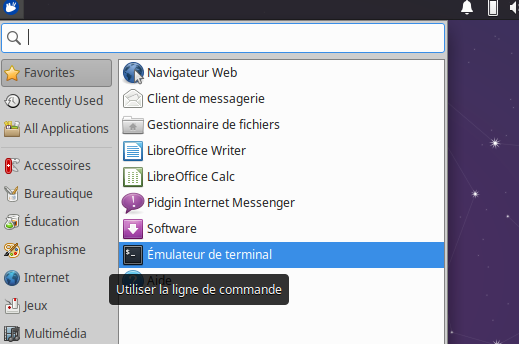 Favorites
Recently Used
All Applications
Accessoires
Bureautique
Éducation
Graphisme
Internet
Jeux
Multimédia
Navigateur Web
Client de messagerie
Gestionnaire de fichiers
LibreOffice Writer
LibreOffice Calc
Pidgin Internet Messenger
Software
Émulateur de terminal
Aide
Utiliser la ligne de commande